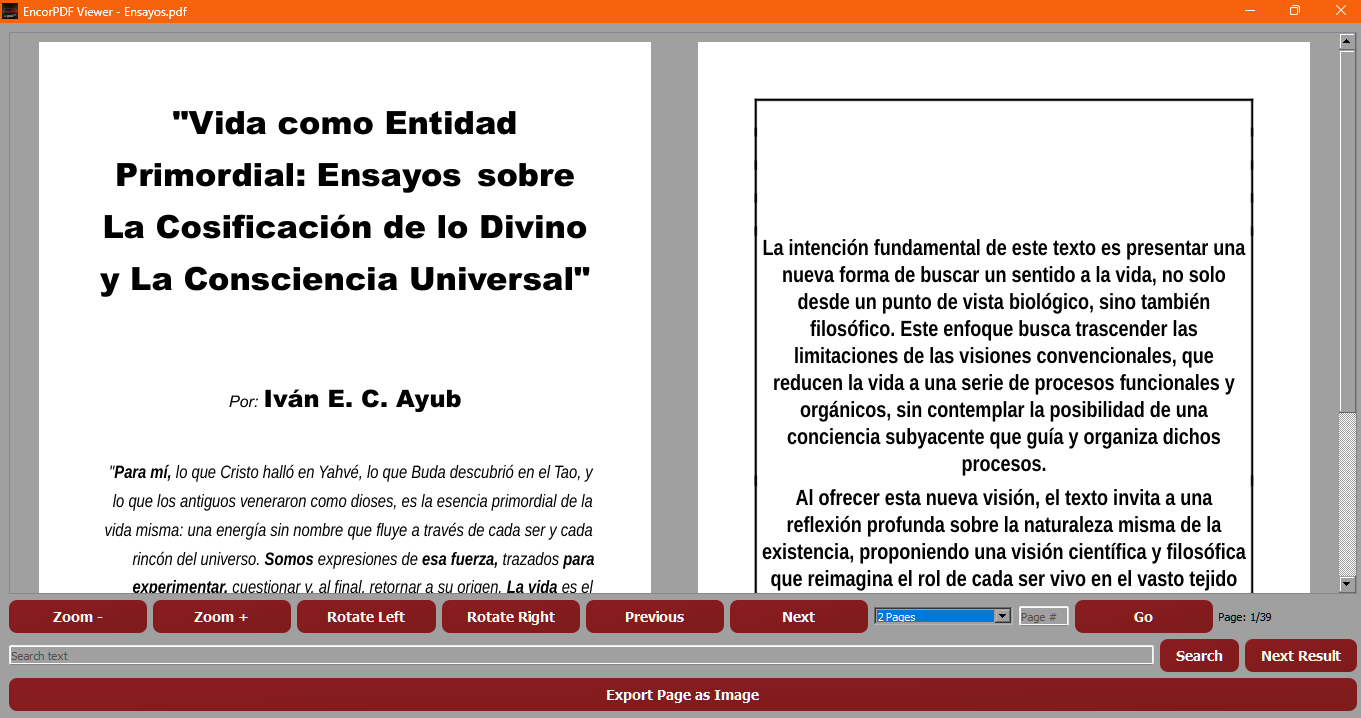 EncorPDF Viewer - Ensayos.pdf
"Vida como Entidad
Primordial: Ensayos sobre
La Cosificación de lo Divino
y La Consciencia Universal"
Por: Iván E. C. Ayub
"Para mí, lo que Cristo halló en Yahvé, lo que Buda descubrió en el Tao, y
lo que los antiguos veneraron como dioses, es la esencia primordial de la
vida misma: una energía sin nombre que fluye a través de cada ser y cada
rincón del universo. Somos expresiones de esa fuerza, trazados para
experimentar, cuestionar y, al final, retornar a su origen. La vida es el
La intención fundamental de este texto es presentar una
nueva forma de buscar un sentido a la vida, no solo
desde un punto de vista biológico, sino también
filosófico. Este enfoque busca trascender las
limitaciones de las visiones convencionales, que
reducen la vida a una serie de procesos funcionales y
orgánicos, sin contemplar la posibilidad de una
conciencia subyacente que guía y organiza dichos
procesos.
Al ofrecer esta nueva visión, el texto invita a una
reflexión profunda sobre la naturaleza misma de la
existencia, proponiendo una visión científica y filosófica
que reimagina el rol de cada ser vivo en el vasto tejido
Zoom - Zoom + Rotate Left Rotate Right Previous Next 2 Pages Page # Go Page: 1/39
Search text Search Next Result
Export Page as Image